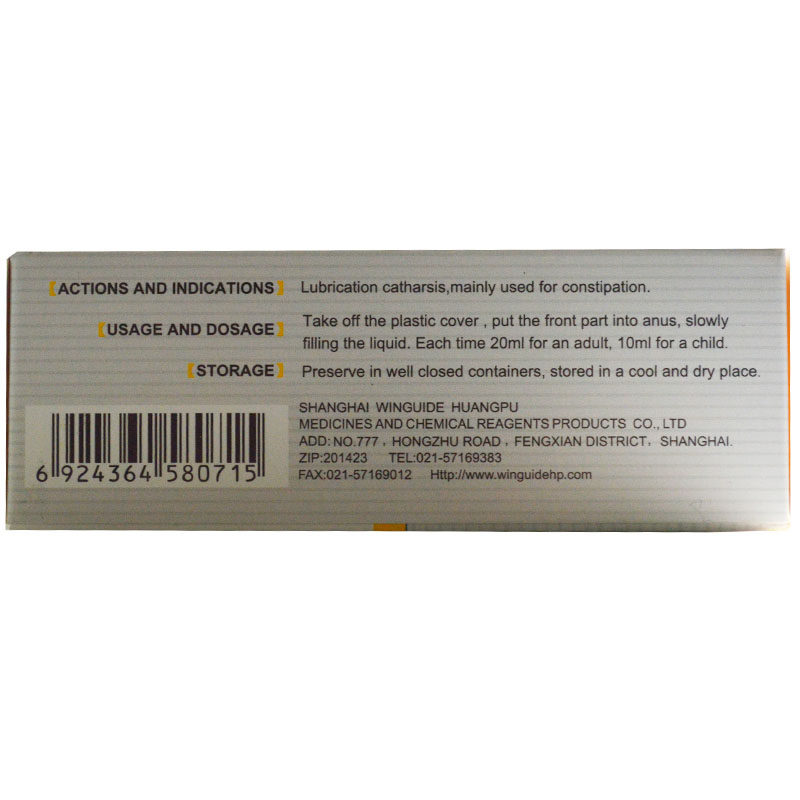 【ACTIONS AND INDICATIONS】 Lubrication catharsis,mainly used for constipation.
【USAGE AND DOSAGE】 Take off the plastic cover , put the front part into anus, slowly
filling the liquid. Each time 20ml for an adult, 10ml for a child.
【STORAGE】 Preserve in well closed containers, stored in a cool and dry place.
SHANGHAI WINGUIDE HUANGPU
MEDICINES AND CHEMICAL REAGENTS PRODUCTS CO., LTD
ADD: NO.777 , HONGZHU ROAD , FENGXIAN DISTRICT, SHANGHAI.
ZIP:201423 TEL:021-57169383
FAX:021-57169012 Http://www.winguidehp.com
6 924364 580715